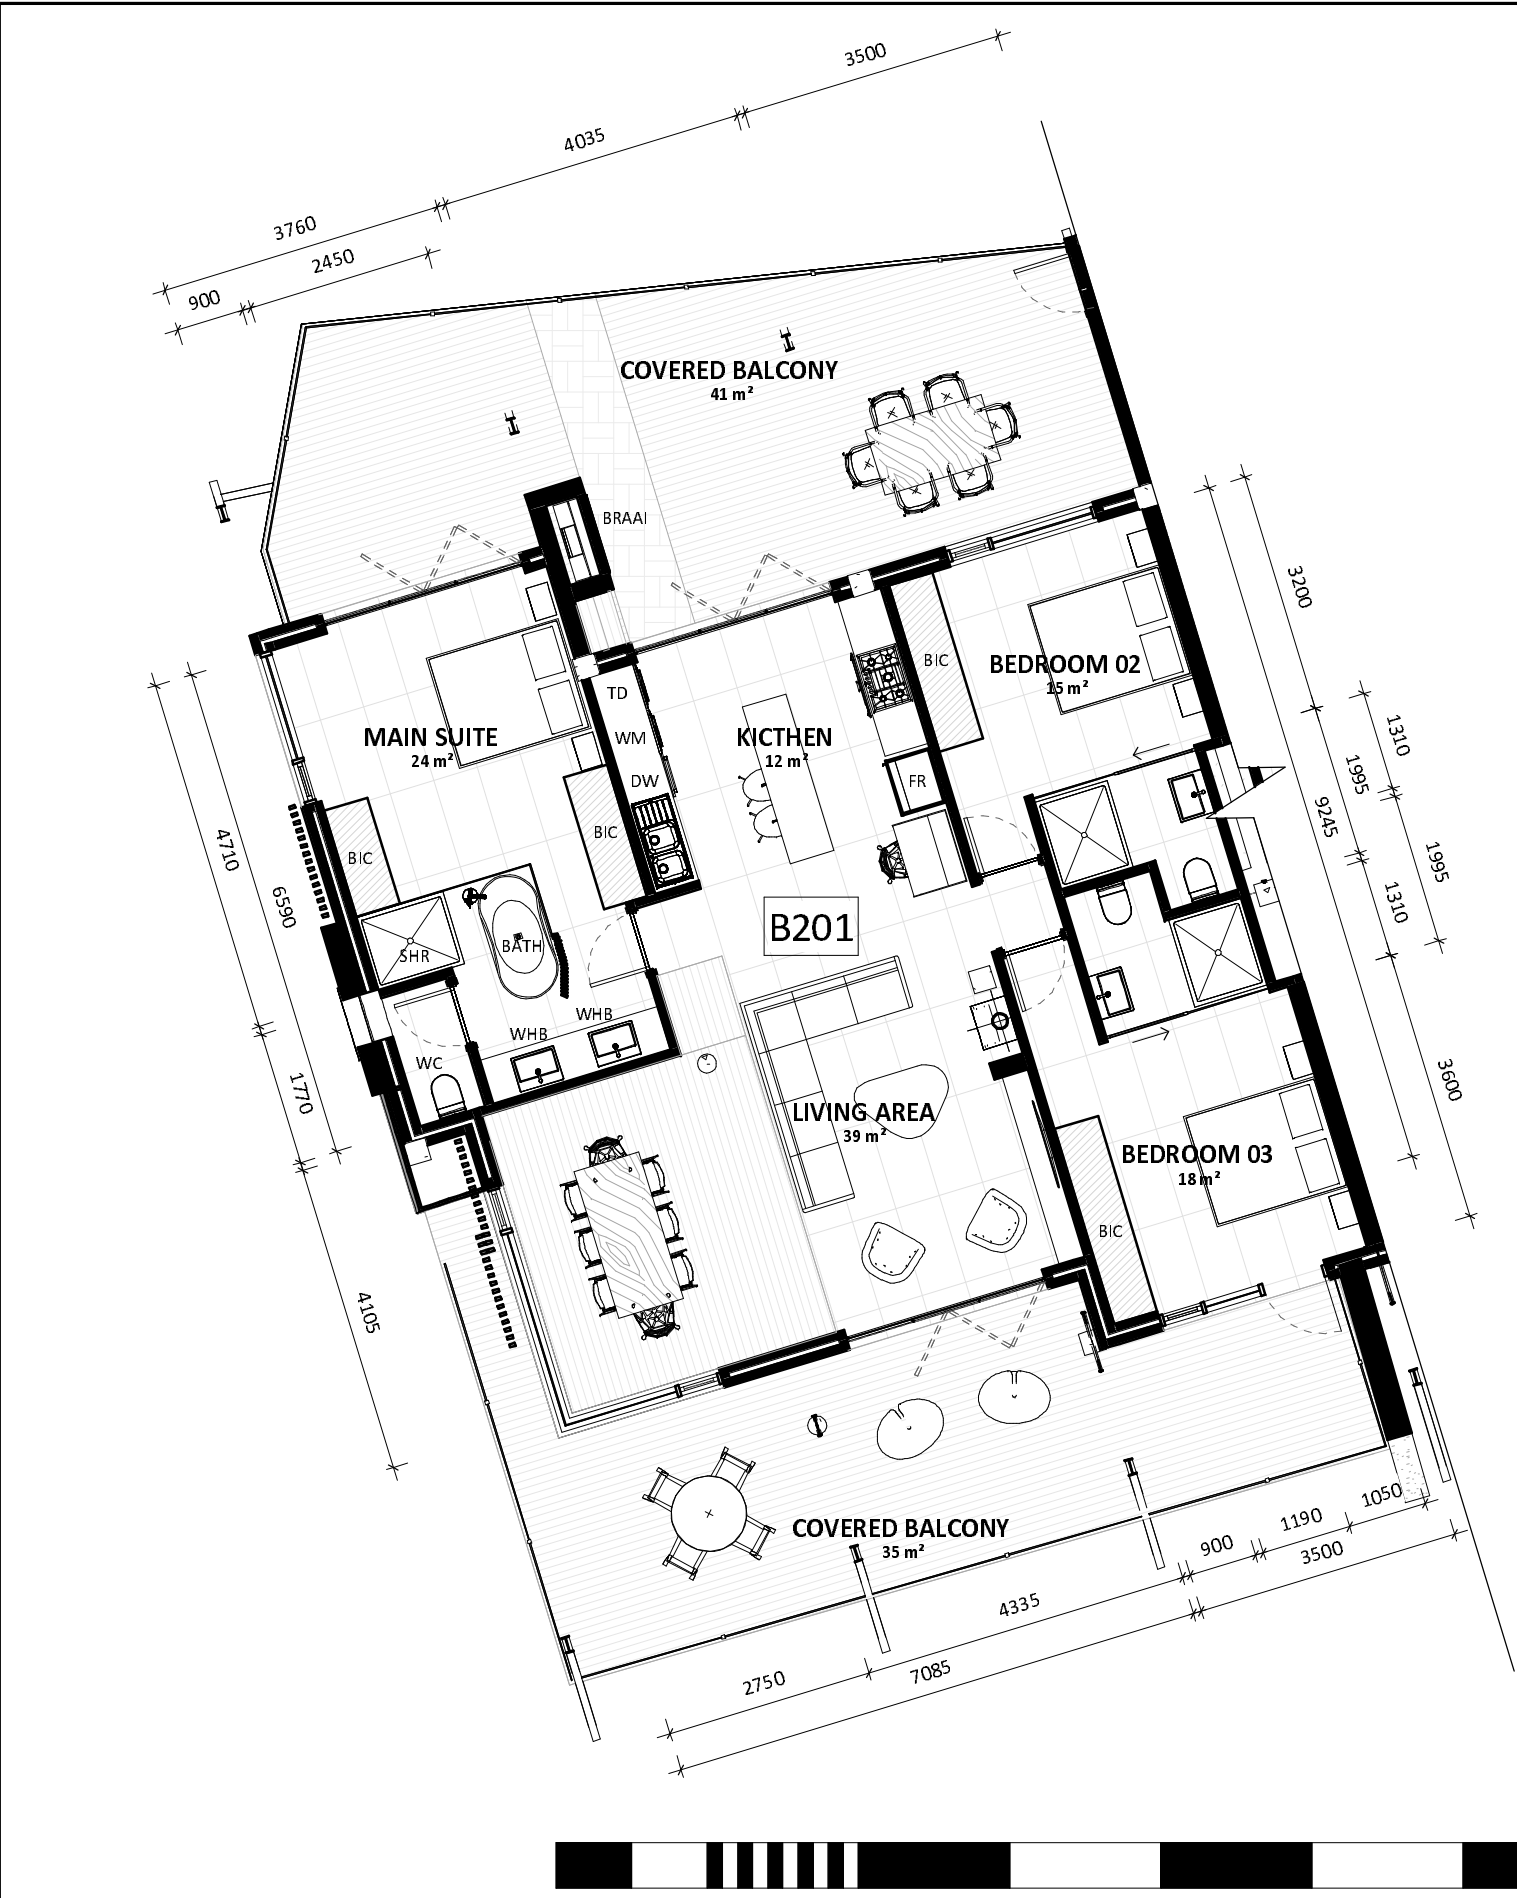 3500
4035
3760
2450
900
COVERED BALCONY
41 m²
BRAAI
3200
BIC
BEDROOM 02
15 m²
TD
MAIN SUITE
24 m²
WM
KICTHEN
12 m²
DW
FR
1310
1995
9245
BIC
BIC
4710
6590
1995
1310
B201
BATH
SHR
WHB
WHB
WC
1770
3600
LIVING AREA
39 m²
BEDROOM 03
18 m²
BIC
4105
COVERED BALCONY
35 m²
1050
1190
900
3500
4335
2750
7085